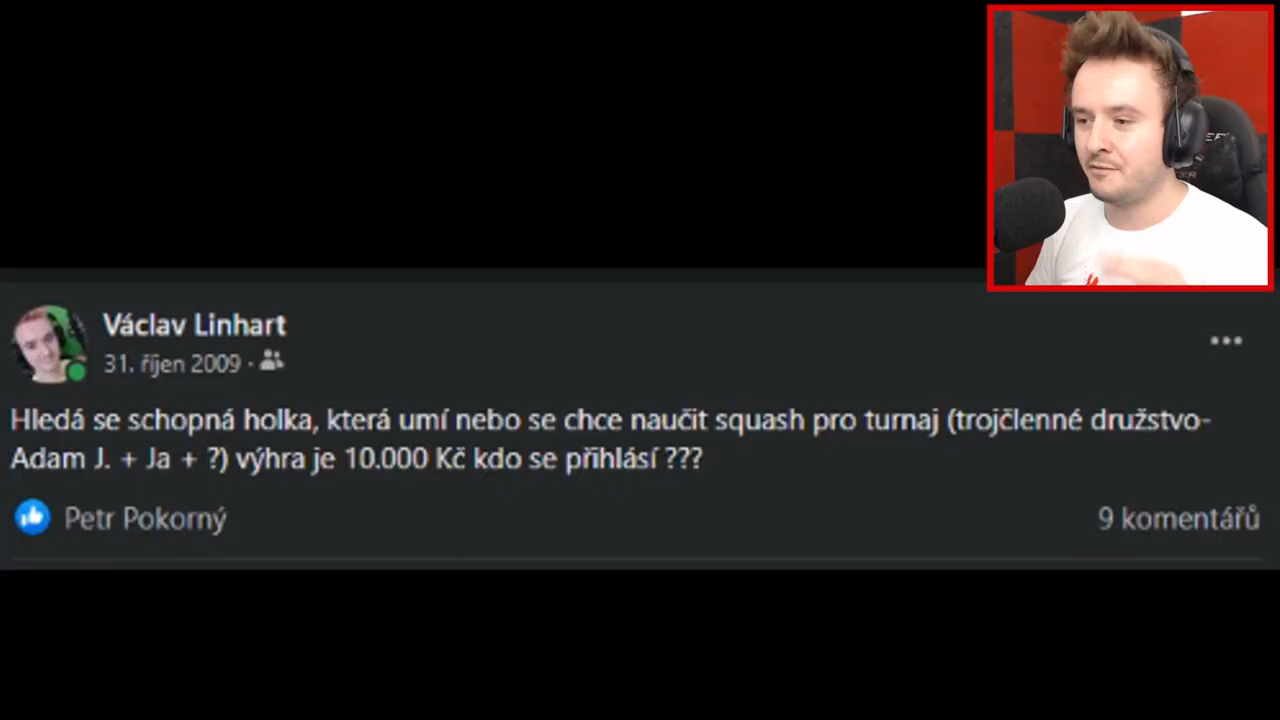 Václav Linhart
31. říjen 2009 ·
Hledá se schopná holka, která umí nebo se chce naučit squash pro turnaj (trojčlenné družstvo-
Adam J. + Ja + ?) výhra je 10.000 Kč kdo se přihlásí ???
Petr Pokorný
9 komentářů